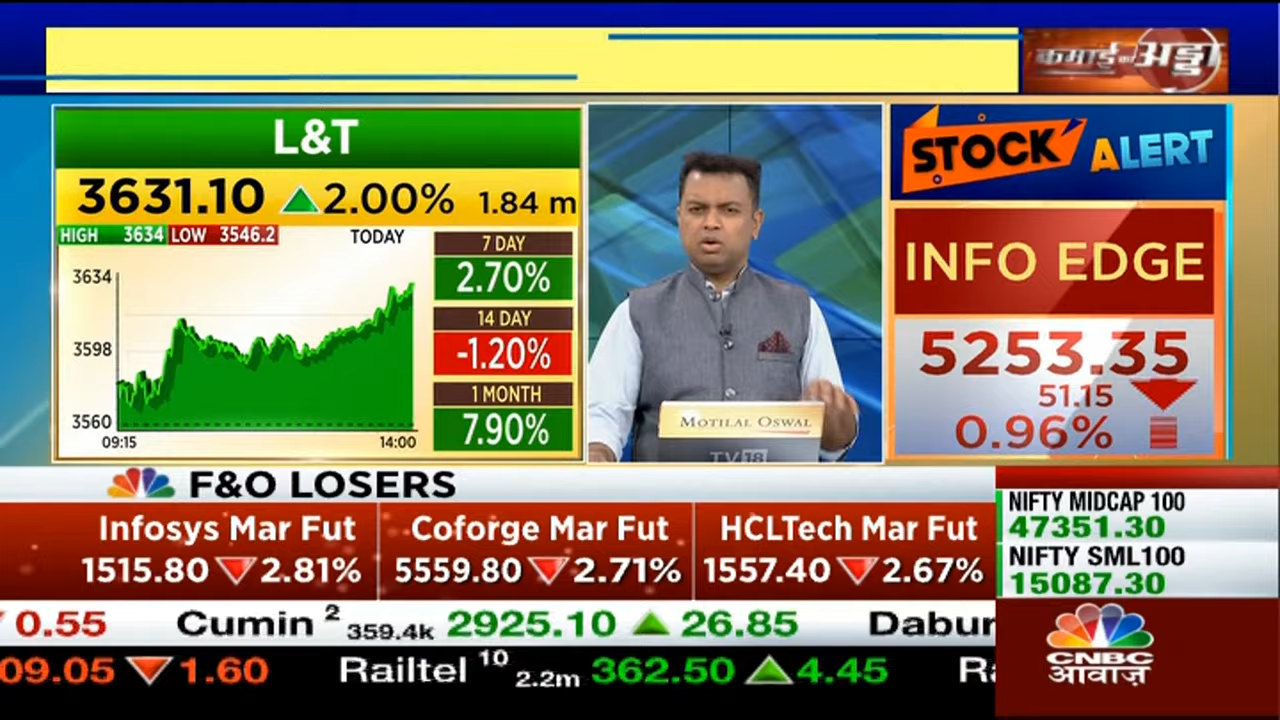 कमाई का अड्डा
L&T
3631.10 2.00% 1.84 m
HIGH 3634 LOW 3546.2 TODAY
3634
3598
3560
09:15 14:00
7 DAY
2.70%
14 DAY
-1.20%
1 MONTH
7.90%
MOTILAL OSWAL
TV18
STOCK ALERT
INFO EDGE
5253.35
51.15
0.96%
F&O LOSERS
Infosys Mar Fut
1515.80 2.81%
Coforge Mar Fut
5559.80 2.71%
HCLTech Mar Fut
1557.40 2.67%
NIFTY MIDCAP 100
47351.30
NIFTY SML100
15087.30
0.55 Cumin 2 359.4k 2925.10 26.85 Dabur
09.05 1.60 Railtel 10 2.2m 362.50 4.45 Ra
CNBC
आवाज़